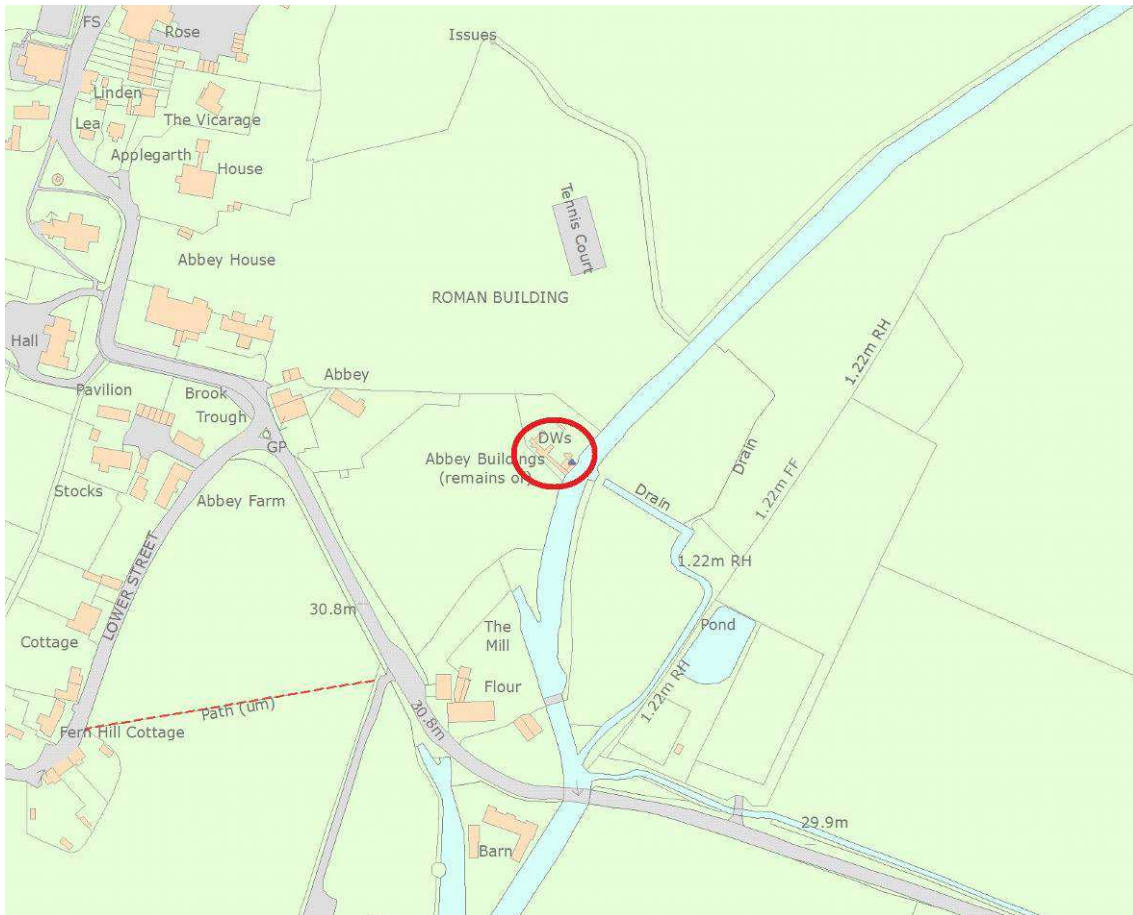 FS
Rose
Issues
Linden
Lea
The Vicarage
Applegarth
House
Tennis Court
Abbey House
ROMAN BUILDING
1.22m RH
Hall
Abbey
Pavilion
Brook
Trough
GP
DWs
Abbey Buildings
(remains of)
Drain
Stocks
Abbey Farm
Drain
1.22m FF
LOWER STREET
1.22m RH
30.8m
The
Mill
Pond
Cottage
Flour
1.22m RH
Path (um)
30.8m
Fern Hill Cottage
29.9m
Barn